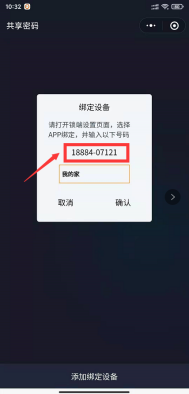 10:32
共享密码
绑定设备
请打开锁端设置页面，选择
APP绑定，并输入以下号码
18884-07121
我的家
取消 确认
添加绑定设备